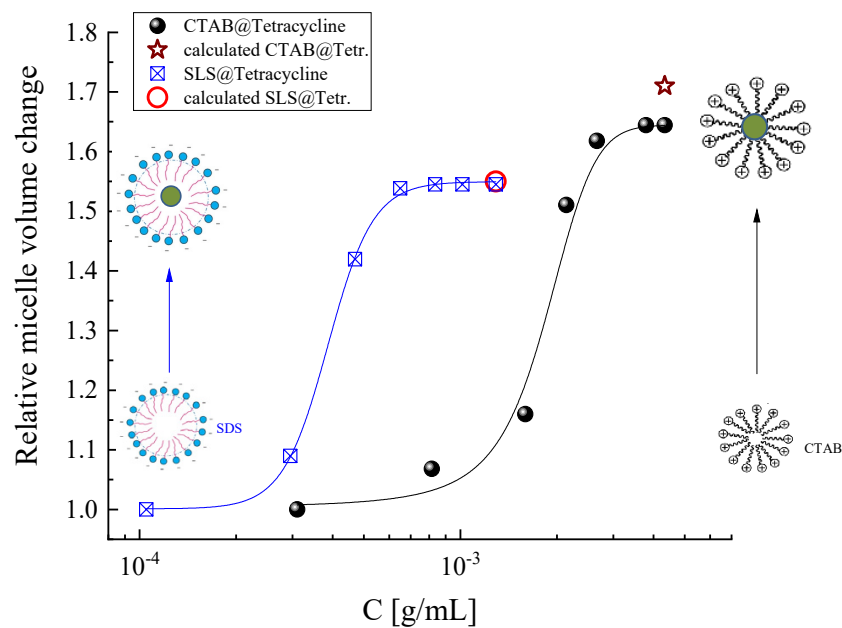 CTAB@Tetracycline
calculated CTAB@Tetr.
SLS@Tetracycline
calculated SLS@Tetr.
Relative micelle volume change
1.8
1.7
1.6
1.5
1.4
1.3
1.2
1.1
1.0
SDS
CTAB
10⁻⁴
10⁻³
C [g/mL]